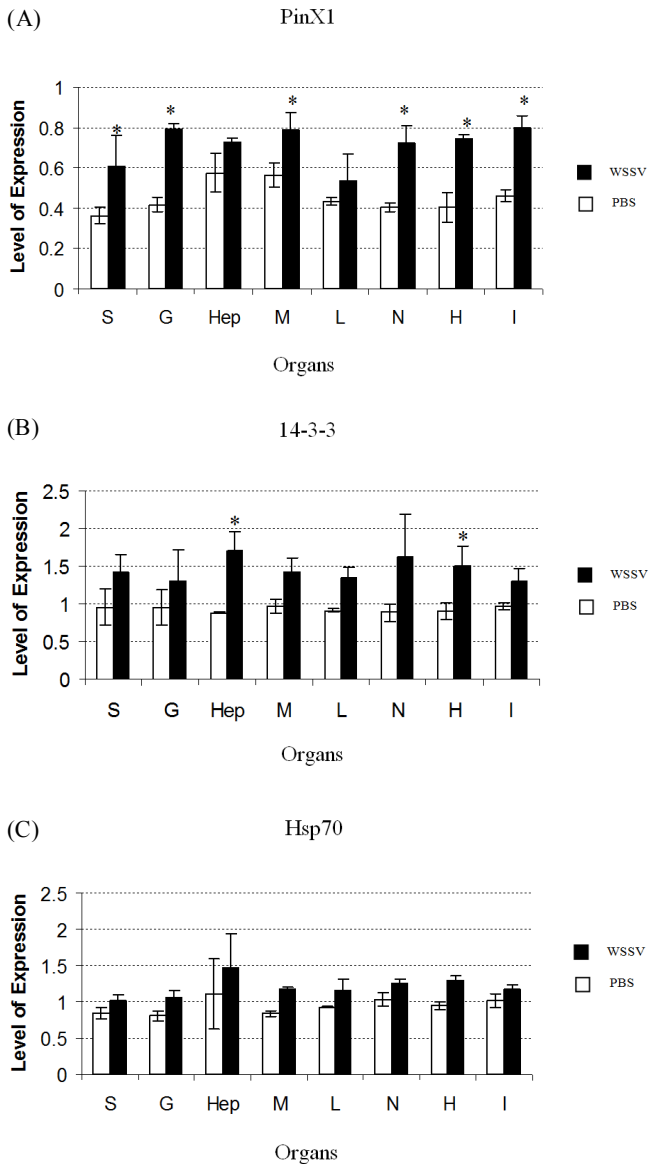 (A)
PinX1
Level of Expression
1
0.8
0.6
0.4
0.2
0
* * * * * *
S G Hep M L N H I
Organs
WSSV
PBS
(B)
14-3-3
Level of Expression
2.5
2
1.5
1
0.5
0
* *
S G Hep M L N H I
Organs
WSSV
PBS
(C)
Hsp70
Level of Expression
2.5
2
1.5
1
0.5
0
S G Hep M L N H I
Organs
WSSV
PBS